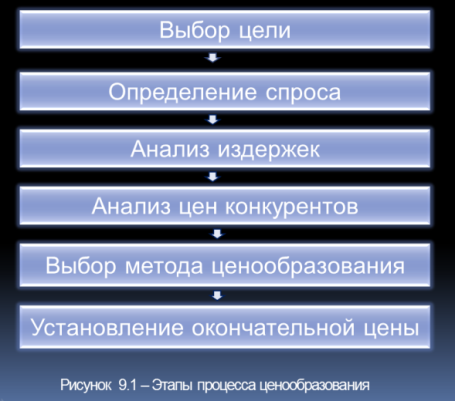 Выбор цели
Определение спроса
Анализ издержек
Анализ цен конкурентов
Выбор метода ценообразования
Установление окончательной цены
Рисунок 9.1 – Этапы процесса ценообразования